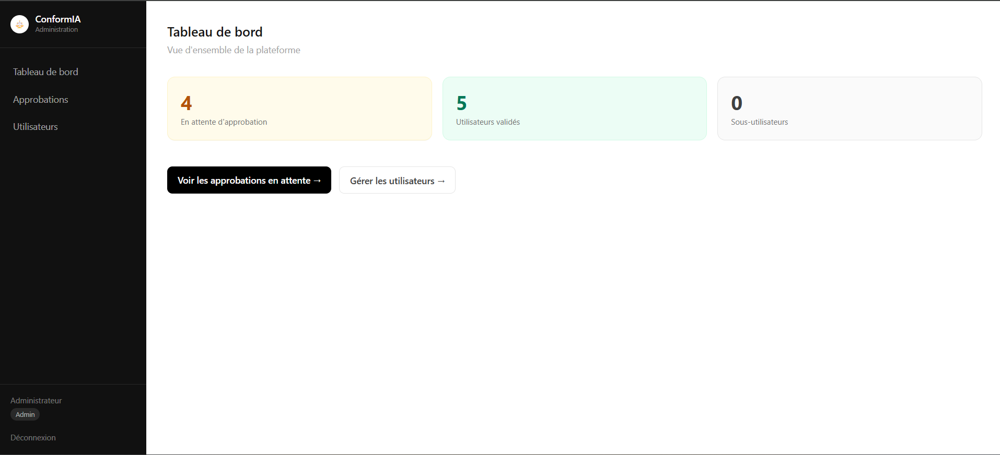 ConformIA
Administration
Tableau de bord
Approbations
Utilisateurs
Administrateur
Admin
Déconnexion
Tableau de bord
Vue d'ensemble de la plateforme
4
En attente d'approbation
5
Utilisateurs validés
0
Sous-utilisateurs
Voir les approbations en attente →
Gérer les utilisateurs →